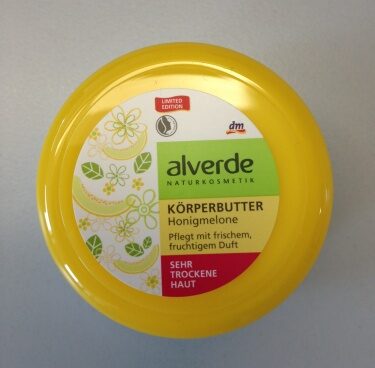 LIMITED
EDITION
dm
alverde
NATURKOSMETIK
KÖRPERBUTTER
Honigmelone
Pflegt mit frischem,
fruchtigem Duft
SEHR
TROCKENE
HAUT